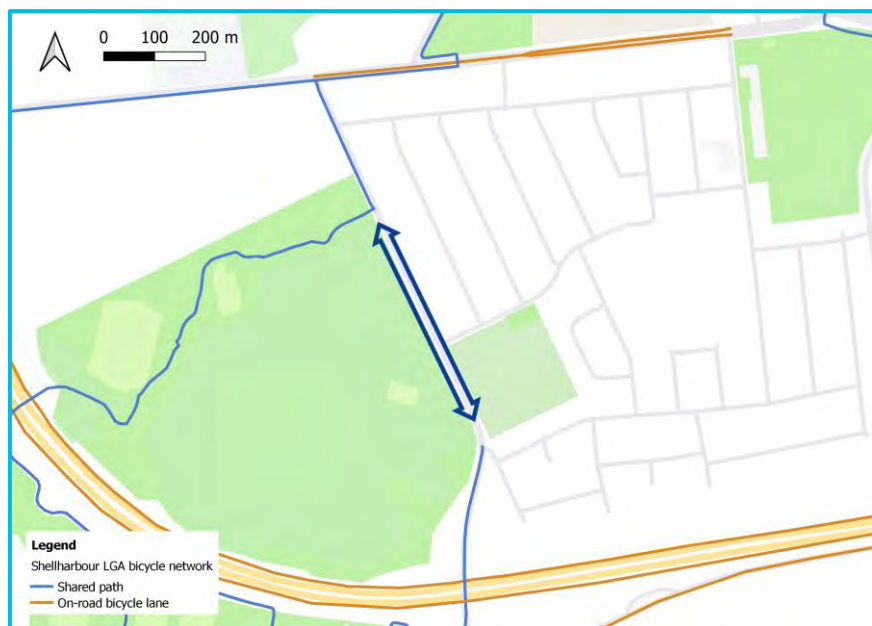 0 100 200 m
Legend
Shellharbour LGA bicycle network
Shared path
On-road bicycle lane